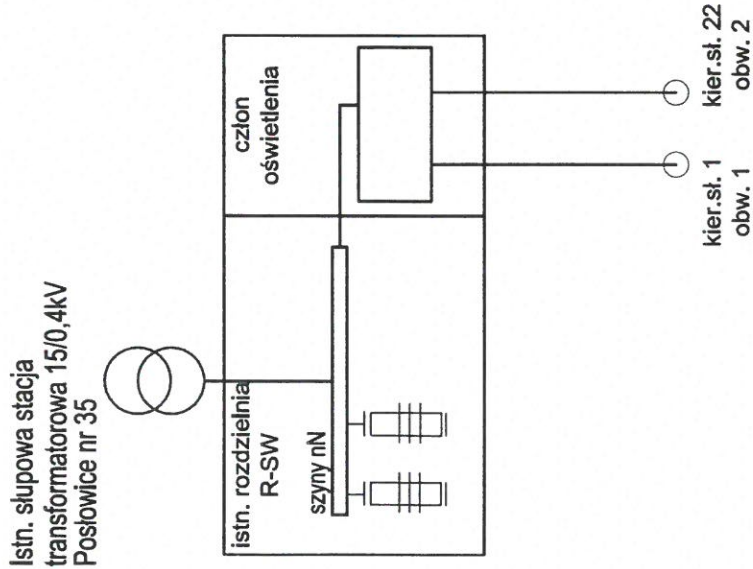 Istn. słupowa stacja
transformatorowa 15/0,4kV
Posłowice nr 35
istn. rozdzielnia
R-SW
szyny nN
człon
oświetlenia
kier.sł. 1
obw. 1
kier.sł. 22
obw. 2